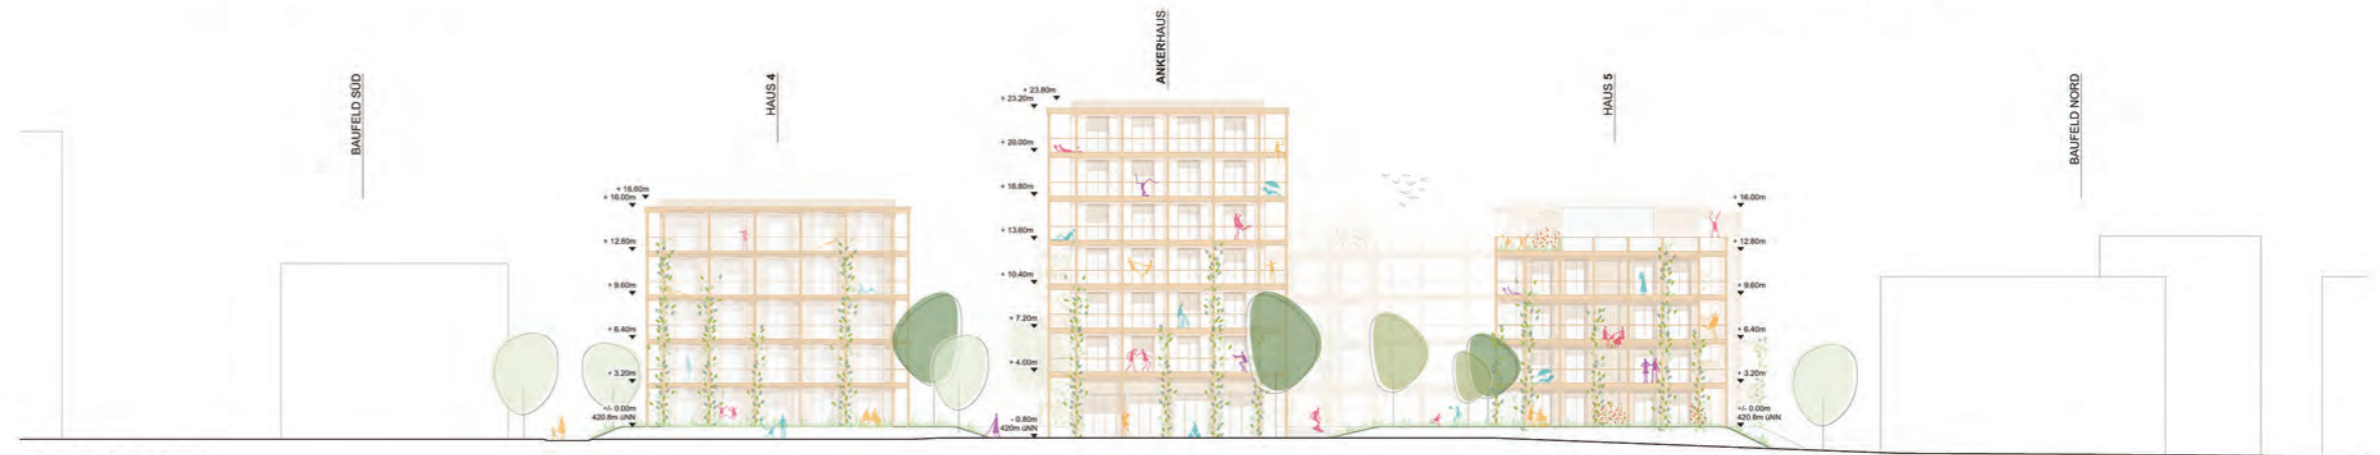 BAUFELD SÜD
HAUS 4
ANKERHAUS
HAUS 5
BAUFELD NORD
+ 16.60m
+ 16.00m
+ 12.80m
+ 9.60m
+ 6.40m
+ 3.20m
+/- 0.00m
420.8m üNN
+ 23.80m
+ 23.20m
+ 20.00m
+ 16.80m
+ 13.60m
+ 10.40m
+ 7.20m
+ 4.00m
- 0.80m
420m üNN
+ 16.00m
+ 12.80m
+ 9.60m
+ 6.40m
+ 3.20m
+/- 0.00m
420.8m üNN